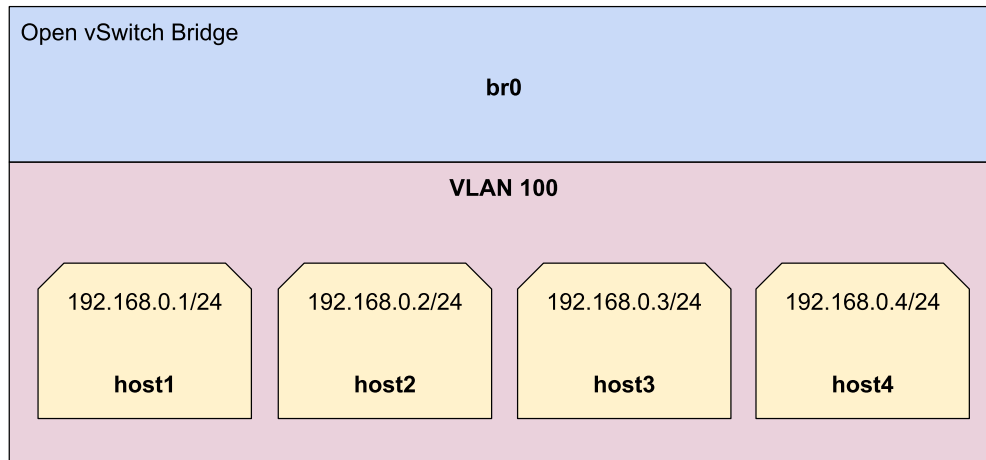 Open vSwitch Bridge
br0
VLAN 100
192.168.0.1/24
host1
192.168.0.2/24
host2
192.168.0.3/24
host3
192.168.0.4/24
host4